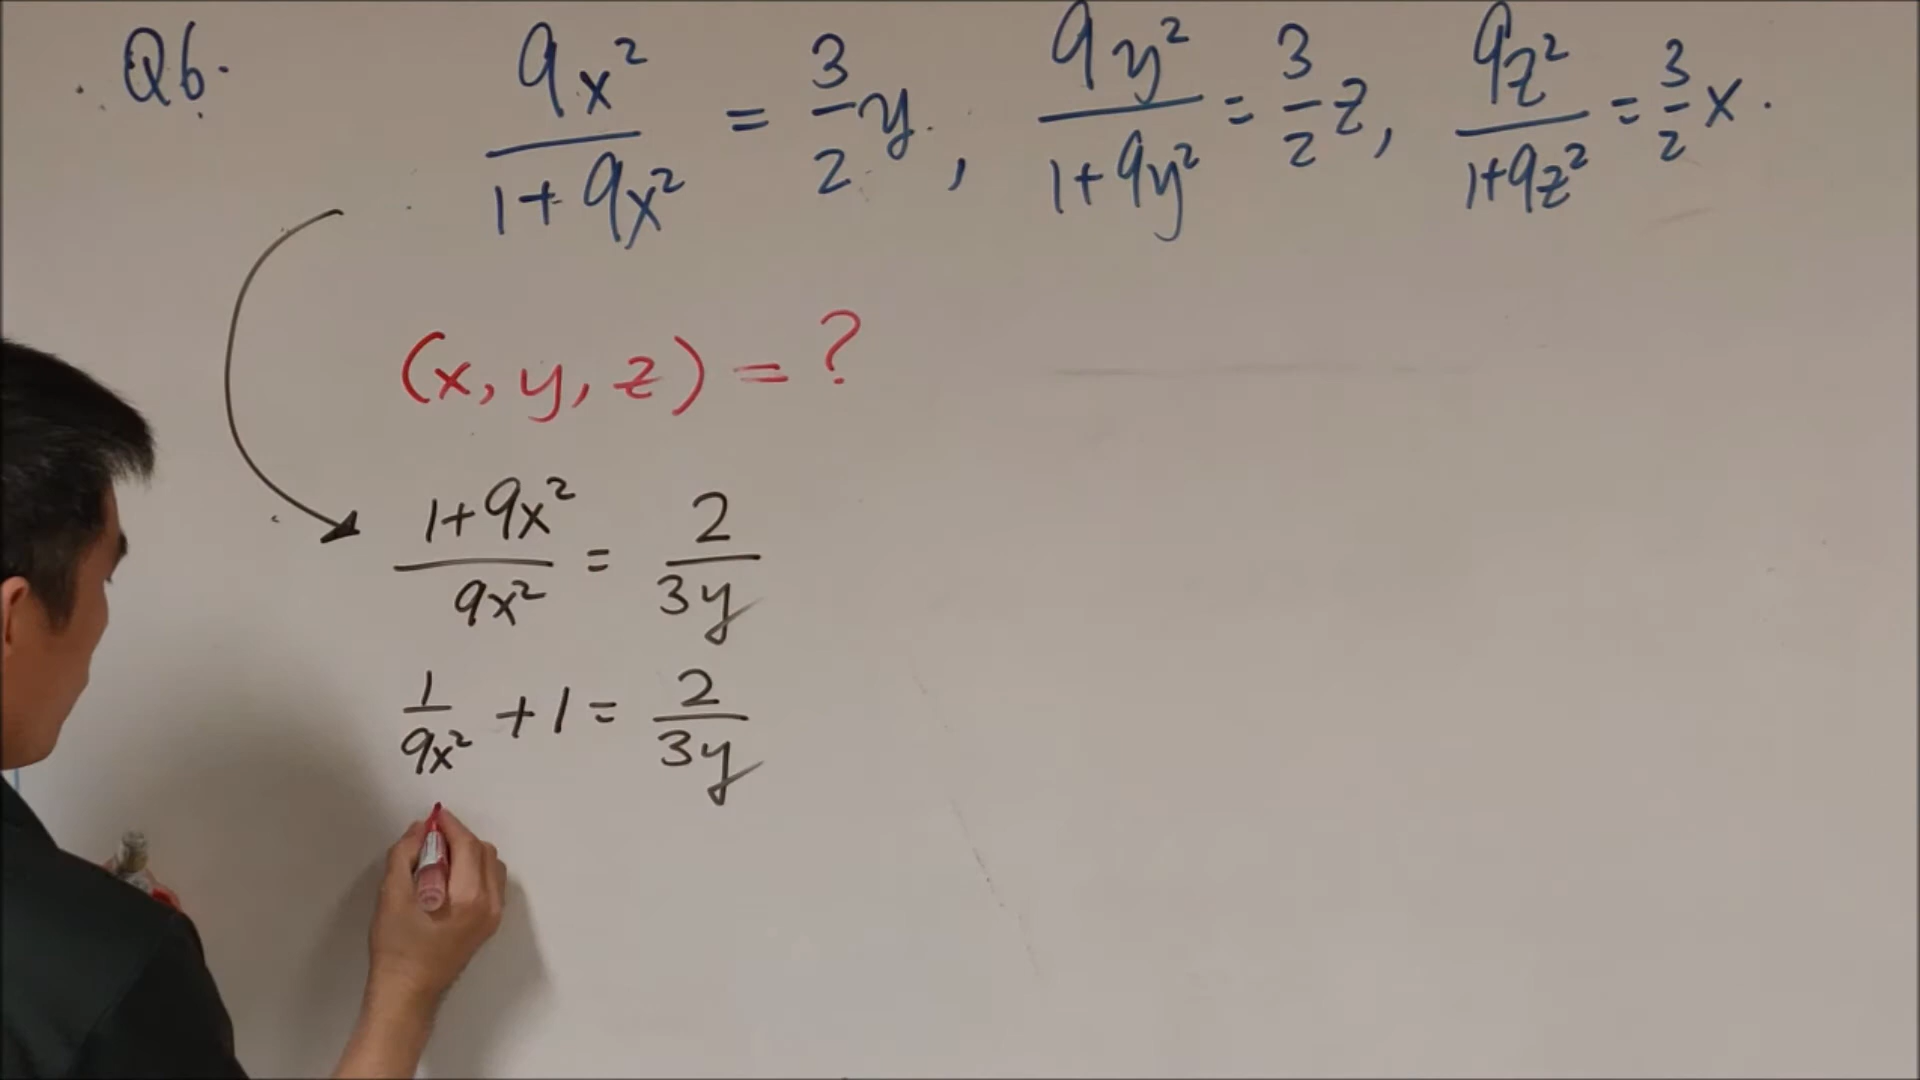 Q6. 9x²/(1+9x²) = 3/2 y, 9y²/(1+9y²) = 3/2 z, 9z²/(1+9z²) = 3/2 x.
(x, y, z) = ?
(1+9x²)/(9x²) = 2/(3y)
1/(9x²) + 1 = 2/(3y)